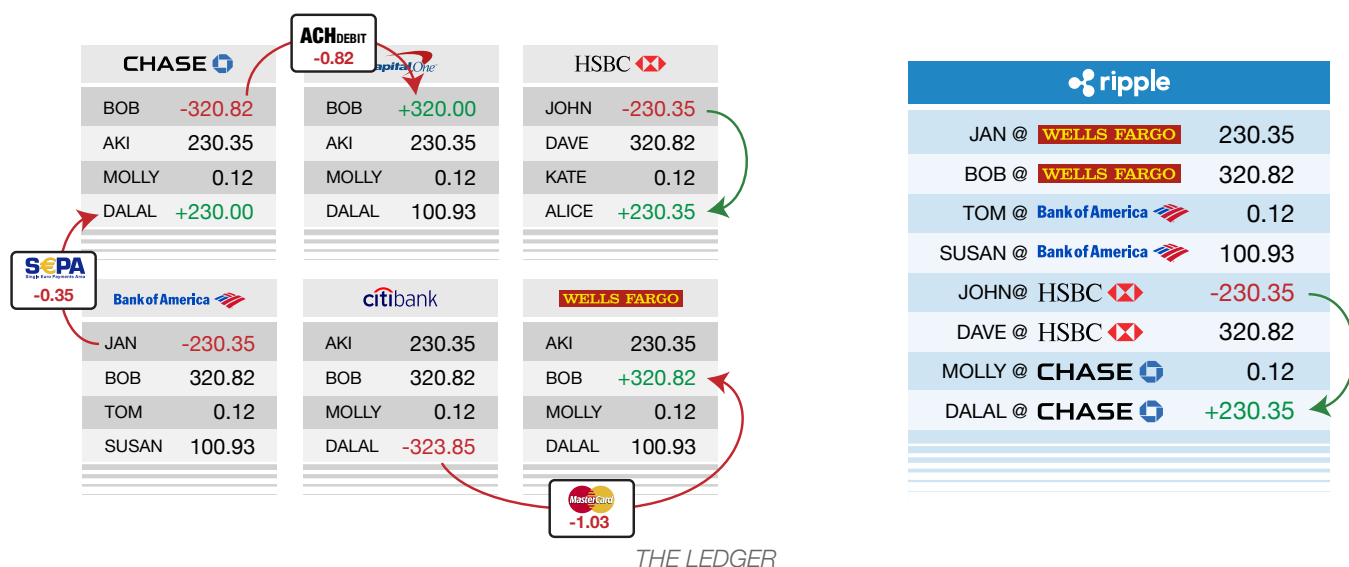 ACH DEBIT
-0.82
CHASE
BOB -320.82
AKI 230.35
MOLLY 0.12
DALAL +230.00
apitalOne
BOB +320.00
AKI 230.35
MOLLY 0.12
DALAL 100.93
HSBC
JOHN -230.35
DAVE 320.82
KATE 0.12
ALICE +230.35
S€PA
Single Euro Payments Area
-0.35
Bank of America
JAN -230.35
BOB 320.82
TOM 0.12
SUSAN 100.93
citibank
AKI 230.35
BOB 320.82
MOLLY 0.12
DALAL -323.85
WELLS FARGO
AKI 230.35
BOB +320.82
MOLLY 0.12
DALAL 100.93
MasterCard
-1.03
ripple
JAN @ WELLS FARGO 230.35
BOB @ WELLS FARGO 320.82
TOM @ Bank of America 0.12
SUSAN @ Bank of America 100.93
JOHN@ HSBC -230.35
DAVE @ HSBC 320.82
MOLLY @ CHASE 0.12
DALAL @ CHASE +230.35
THE LEDGER